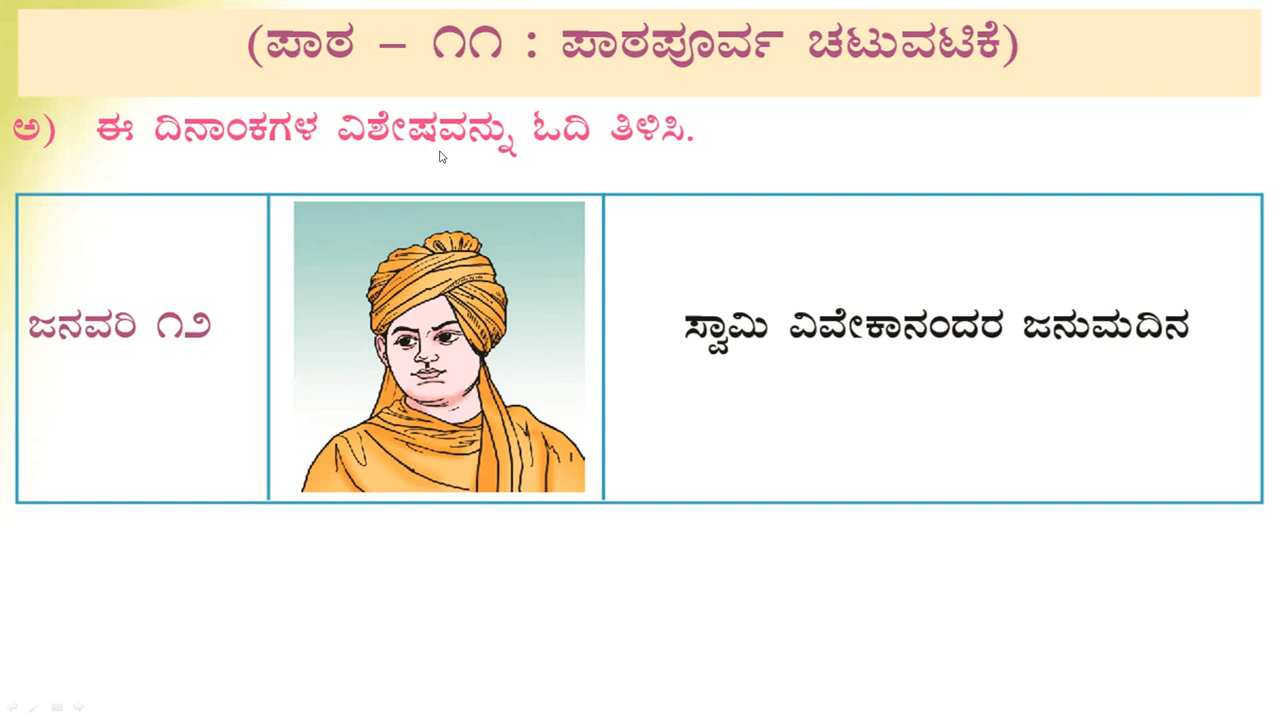 (ಪಾಠ – ೧೧ : ಪಾಠಪೂರ್ವ ಚಟುವಟಿಕೆ)
ಅ) ಈ ದಿನಾಂಕಗಳ ವಿಶೇಷವನ್ನು ಓದಿ ತಿಳಿಸಿ.
ಜನವರಿ ೧೨
ಸ್ವಾಮಿ ವಿವೇಕಾನಂದರ ಜನುಮದಿನ